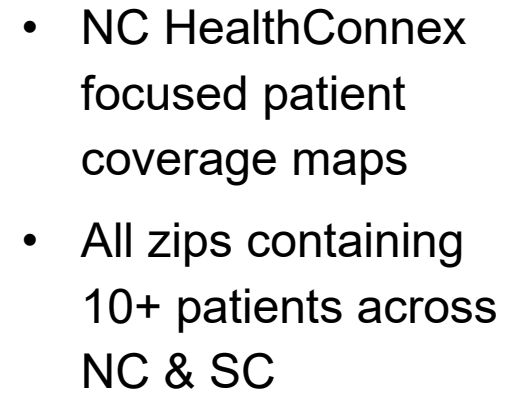 • NC HealthConnex
focused patient
coverage maps
• All zips containing
10+ patients across
NC & SC